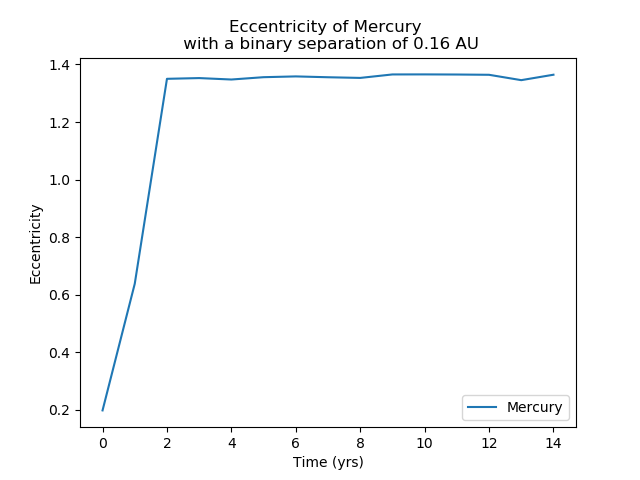 Eccentricity of Mercury
with a binary separation of 0.16 AU
1.4
1.2
1.0
0.8
0.6
0.4
0.2
Eccentricity
Mercury
0 2 4 6 8 10 12 14
Time (yrs)